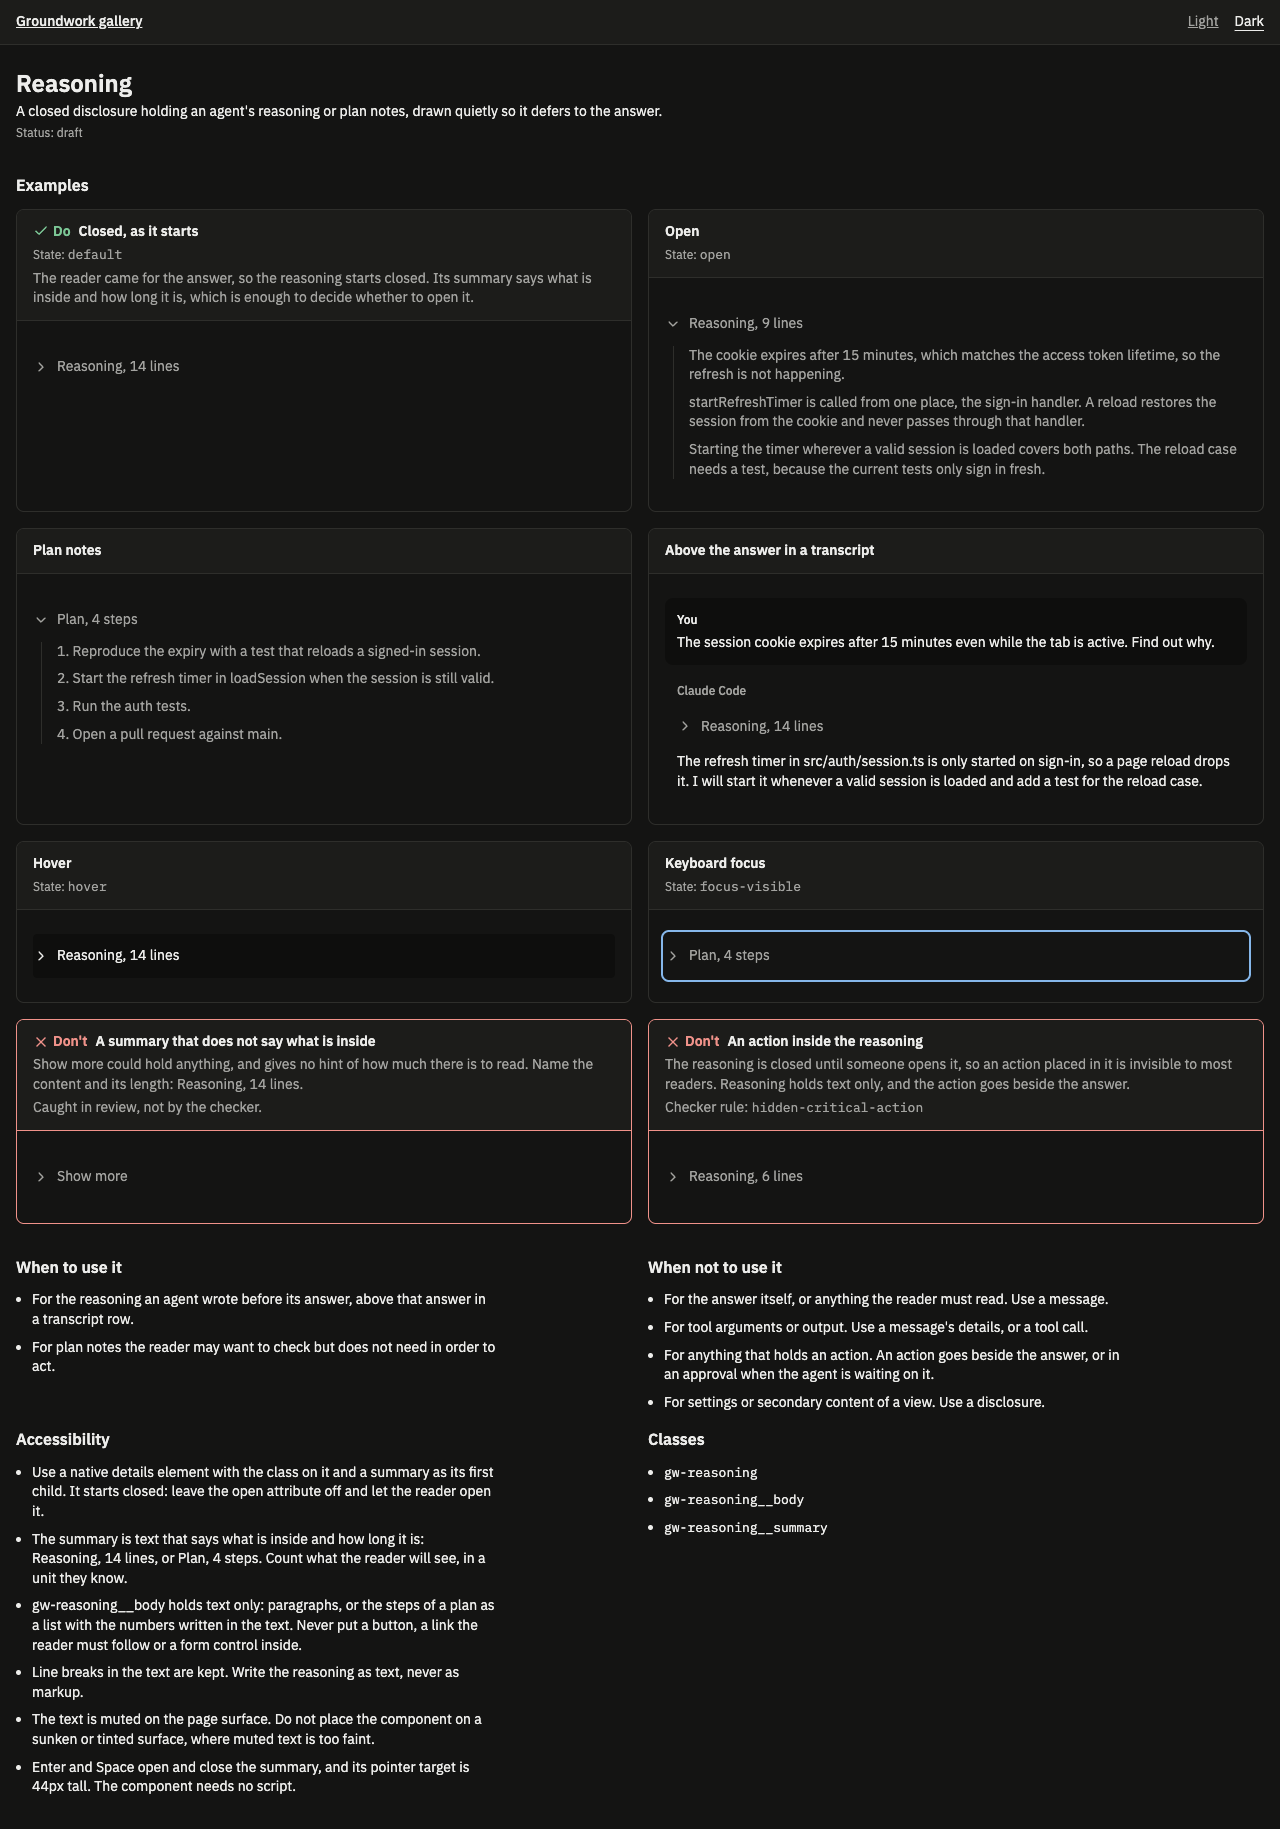 Groundwork gallery
Light Dark
Reasoning
A closed disclosure holding an agent's reasoning or plan notes, drawn quietly so it defers to the answer.
Status: draft
Examples
Do Closed, as it starts
State: default
The reader came for the answer, so the reasoning starts closed. Its summary says what is
inside and how long it is, which is enough to decide whether to open it.
Reasoning, 14 lines
Open
State: open
Reasoning, 9 lines
The cookie expires after 15 minutes, which matches the access token lifetime, so the
refresh is not happening.
startRefreshTimer is called from one place, the sign-in handler. A reload restores the
session from the cookie and never passes through that handler.
Starting the timer wherever a valid session is loaded covers both paths. The reload case
needs a test, because the current tests only sign in fresh.
Plan notes
Plan, 4 steps
1. Reproduce the expiry with a test that reloads a signed-in session.
2. Start the refresh timer in loadSession when the session is still valid.
3. Run the auth tests.
4. Open a pull request against main.
Above the answer in a transcript
You
The session cookie expires after 15 minutes even while the tab is active. Find out why.
Claude Code
Reasoning, 14 lines
The refresh timer in src/auth/session.ts is only started on sign-in, so a page reload drops
it. I will start it whenever a valid session is loaded and add a test for the reload case.
Hover
State: hover
Reasoning, 14 lines
Keyboard focus
State: focus-visible
Plan, 4 steps
Don't A summary that does not say what is inside
Show more could hold anything, and gives no hint of how much there is to read. Name the
content and its length: Reasoning, 14 lines.
Caught in review, not by the checker.
Show more
Don't An action inside the reasoning
The reasoning is closed until someone opens it, so an action placed in it is invisible to most
readers. Reasoning holds text only, and the action goes beside the answer.
Checker rule: hidden-critical-action
Reasoning, 6 lines
When to use it
• For the reasoning an agent wrote before its answer, above that answer in
a transcript row.
• For plan notes the reader may want to check but does not need in order to
act.
When not to use it
• For the answer itself, or anything the reader must read. Use a message.
• For tool arguments or output. Use a message's details, or a tool call.
• For anything that holds an action. An action goes beside the answer, or in
an approval when the agent is waiting on it.
• For settings or secondary content of a view. Use a disclosure.
Accessibility
• Use a native details element with the class on it and a summary as its first
child. It starts closed: leave the open attribute off and let the reader open
it.
• The summary is text that says what is inside and how long it is:
Reasoning, 14 lines, or Plan, 4 steps. Count what the reader will see, in a
unit they know.
• gw-reasoning__body holds text only: paragraphs, or the steps of a plan as
a list with the numbers written in the text. Never put a button, a link the
reader must follow or a form control inside.
• Line breaks in the text are kept. Write the reasoning as text, never as
markup.
• The text is muted on the page surface. Do not place the component on a
sunken or tinted surface, where muted text is too faint.
• Enter and Space open and close the summary, and its pointer target is
44px tall. The component needs no script.
Classes
• gw-reasoning
• gw-reasoning__body
• gw-reasoning__summary